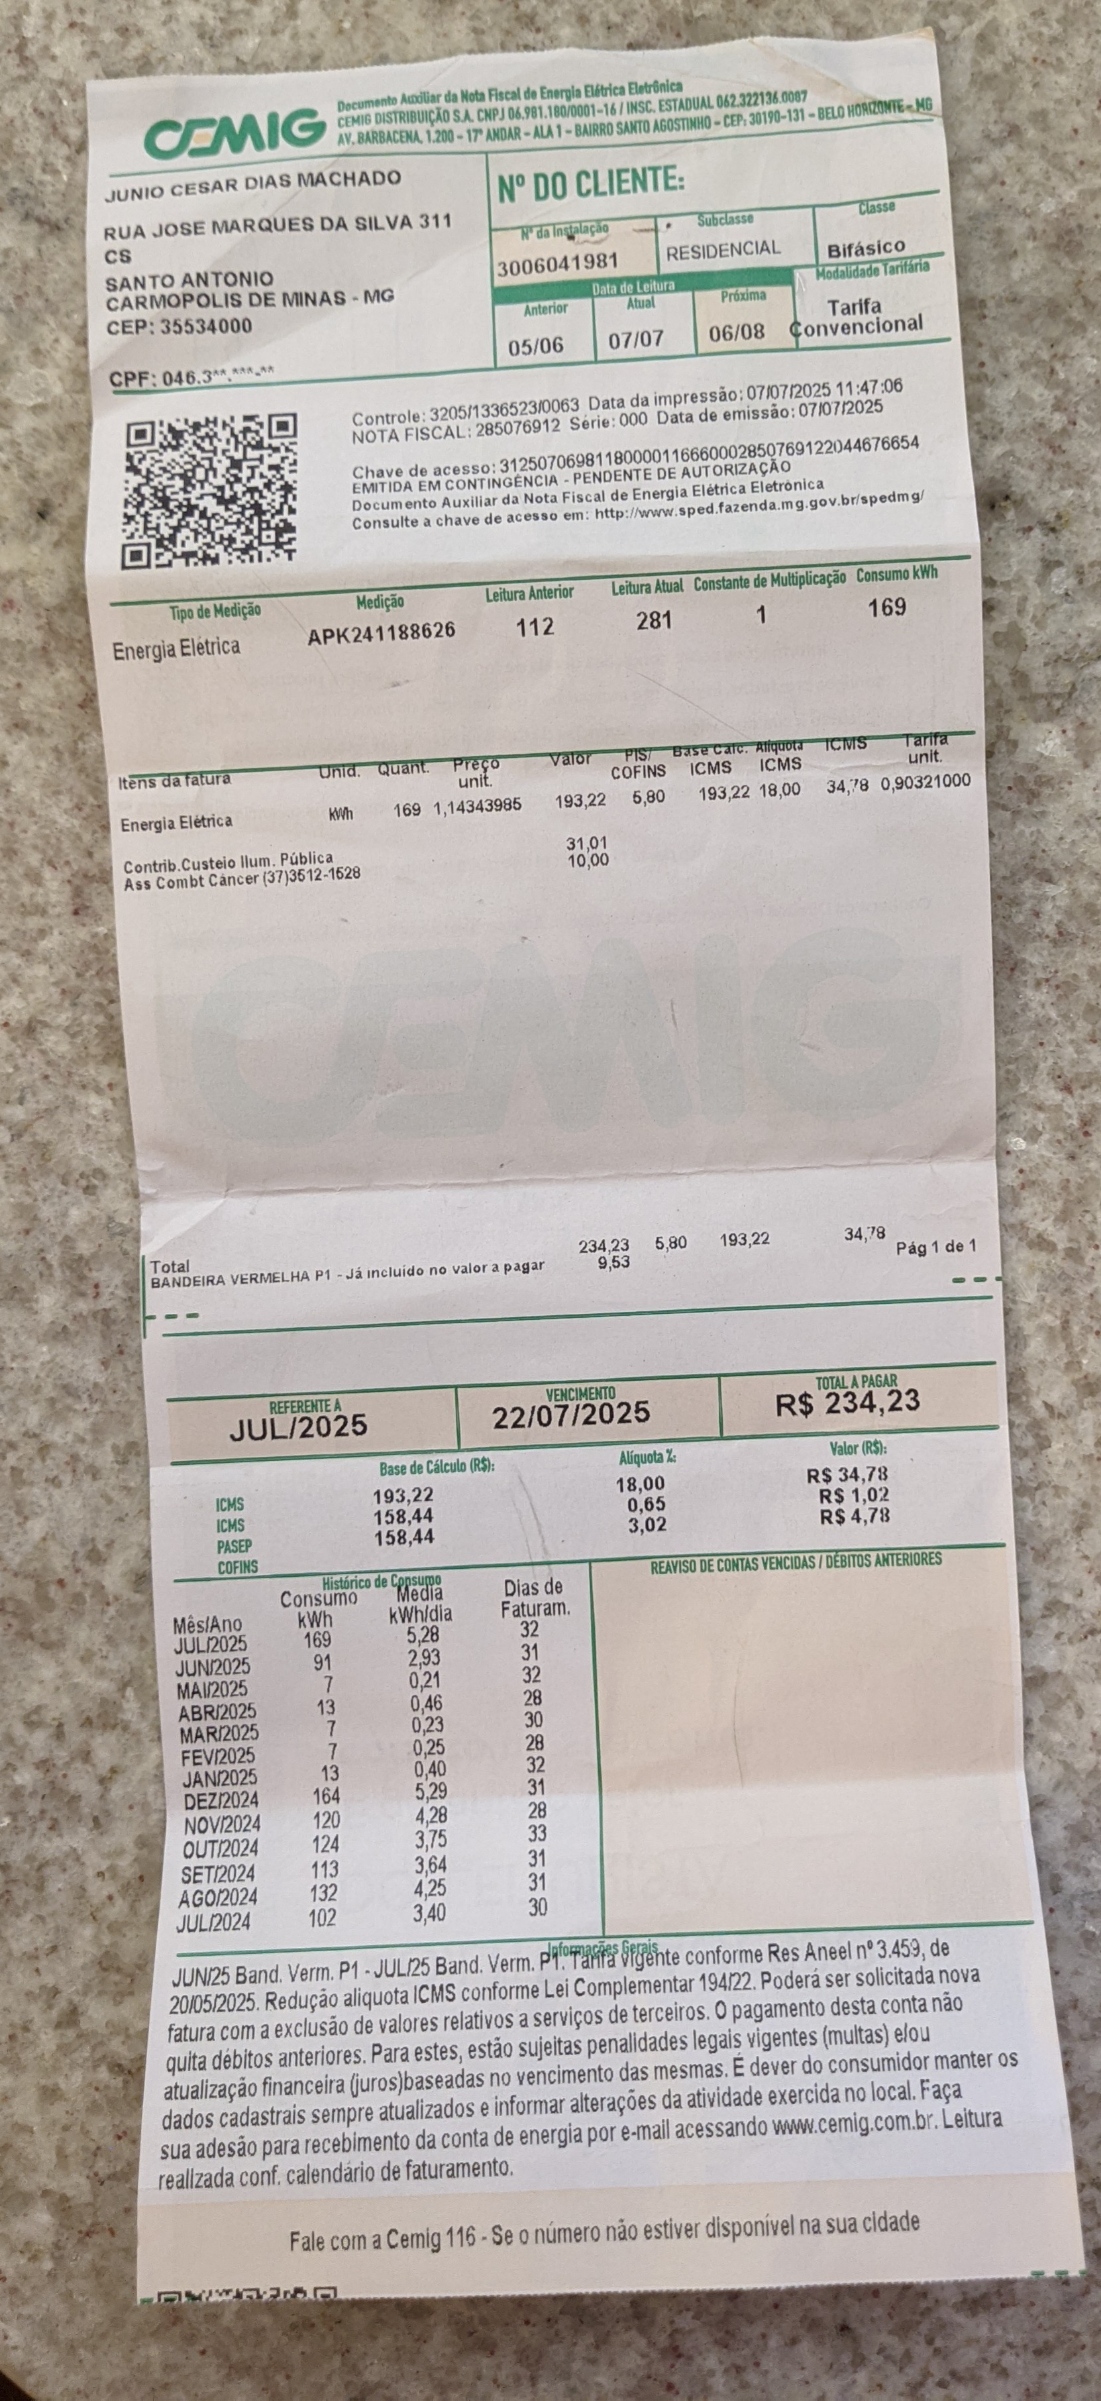 CEMIG
Documento Auxiliar da Nota Fiscal de Energia Elétrica Eletrônica
CEMIG DISTRIBUIÇÃO S.A. CNPJ 06.981.180/0001-16 / INSC. ESTADUAL 062.322136.0087
AV. BARBACENA, 1.200 - 17º ANDAR - ALA 1 - BAIRRO SANTO AGOSTINHO - CEP: 30190-131 - BELO HORIZONTE - MG
JUNIO CESAR DIAS MACHADO
RUA JOSE MARQUES DA SILVA 311
CS
SANTO ANTONIO
CARMOPOLIS DE MINAS - MG
CEP: 35534000
CPF: 046.3**.***-**
Nº DO CLIENTE:
Nº da Instalação Subclasse Classe
3006041981 RESIDENCIAL Bifásico
Data de Leitura Modalidade Tarifária
Anterior Atual Próxima
05/06 07/07 06/08 Tarifa
Convencional
Controle: 3205/1336523/0063 Data da impressão: 07/07/2025 11:47:06
NOTA FISCAL: 285076912 Série: 000 Data de emissão: 07/07/2025
Chave de acesso: 31250706981180000116660002850769122044676654
EMITIDA EM CONTINGÊNCIA - PENDENTE DE AUTORIZAÇÃO
Documento Auxiliar da Nota Fiscal de Energia Elétrica Eletrônica
Consulte a chave de acesso em: http://www.sped.fazenda.mg.gov.br/spedmg/
Tipo de Medição Medição Leitura Anterior Leitura Atual Constante de Multiplicação Consumo kWh
Energia Elétrica APK241188626 112 281 1 169
Itens da fatura Unid. Quant. Preço unit. Valor PIS/COFINS Base Calc. ICMS Alíquota ICMS ICMS Tarifa unit.
Energia Elétrica kWh 169 1,14343985 193,22 5,80 193,22 18,00 34,78 0,90321000
Contrib.Custeio Ilum. Pública 31,01
Ass Combt Câncer (37)3512-1528 10,00
CEMIG
Total 234,23 5,80 193,22 34,78
BANDEIRA VERMELHA P1 - Já incluído no valor a pagar 9,53
Pág 1 de 1
REFERENTE A VENCIMENTO TOTAL A PAGAR
JUL/2025 22/07/2025 R$ 234,23
Base de Cálculo (R$): Alíquota %: Valor (R$):
ICMS 193,22 18,00 R$ 34,78
ICMS 158,44 0,65 R$ 1,02
PASEP 158,44 3,02 R$ 4,78
COFINS
Histórico de Consumo
Mês/Ano Consumo kWh Média kWh/dia Dias de Faturam.
JUL/2025 169 5,28 32
JUN/2025 91 2,93 31
MAI/2025 7 0,21 32
ABR/2025 13 0,46 28
MAR/2025 7 0,23 30
FEV/2025 7 0,25 28
JAN/2025 13 0,40 32
DEZ/2024 164 5,29 31
NOV/2024 120 4,28 28
OUT/2024 124 3,75 33
SET/2024 113 3,64 31
AGO/2024 132 4,25 31
JUL/2024 102 3,40 30
REAVISO DE CONTAS VENCIDAS / DÉBITOS ANTERIORES
Informações Gerais
JUN/25 Band. Verm. P1 - JUL/25 Band. Verm. P1. Tarifa vigente conforme Res Aneel nº 3.459, de
20/05/2025. Redução aliquota ICMS conforme Lei Complementar 194/22. Poderá ser solicitada nova
fatura com a exclusão de valores relativos a serviços de terceiros. O pagamento desta conta não
quita débitos anteriores. Para estes, estão sujeitas penalidades legais vigentes (multas) e/ou
atualização financeira (juros)baseadas no vencimento das mesmas. É dever do consumidor manter os
dados cadastrais sempre atualizados e informar alterações da atividade exercida no local. Faça
sua adesão para recebimento da conta de energia por e-mail acessando www.cemig.com.br. Leitura
realizada conf. calendário de faturamento.
Fale com a Cemig 116 - Se o número não estiver disponível na sua cidade